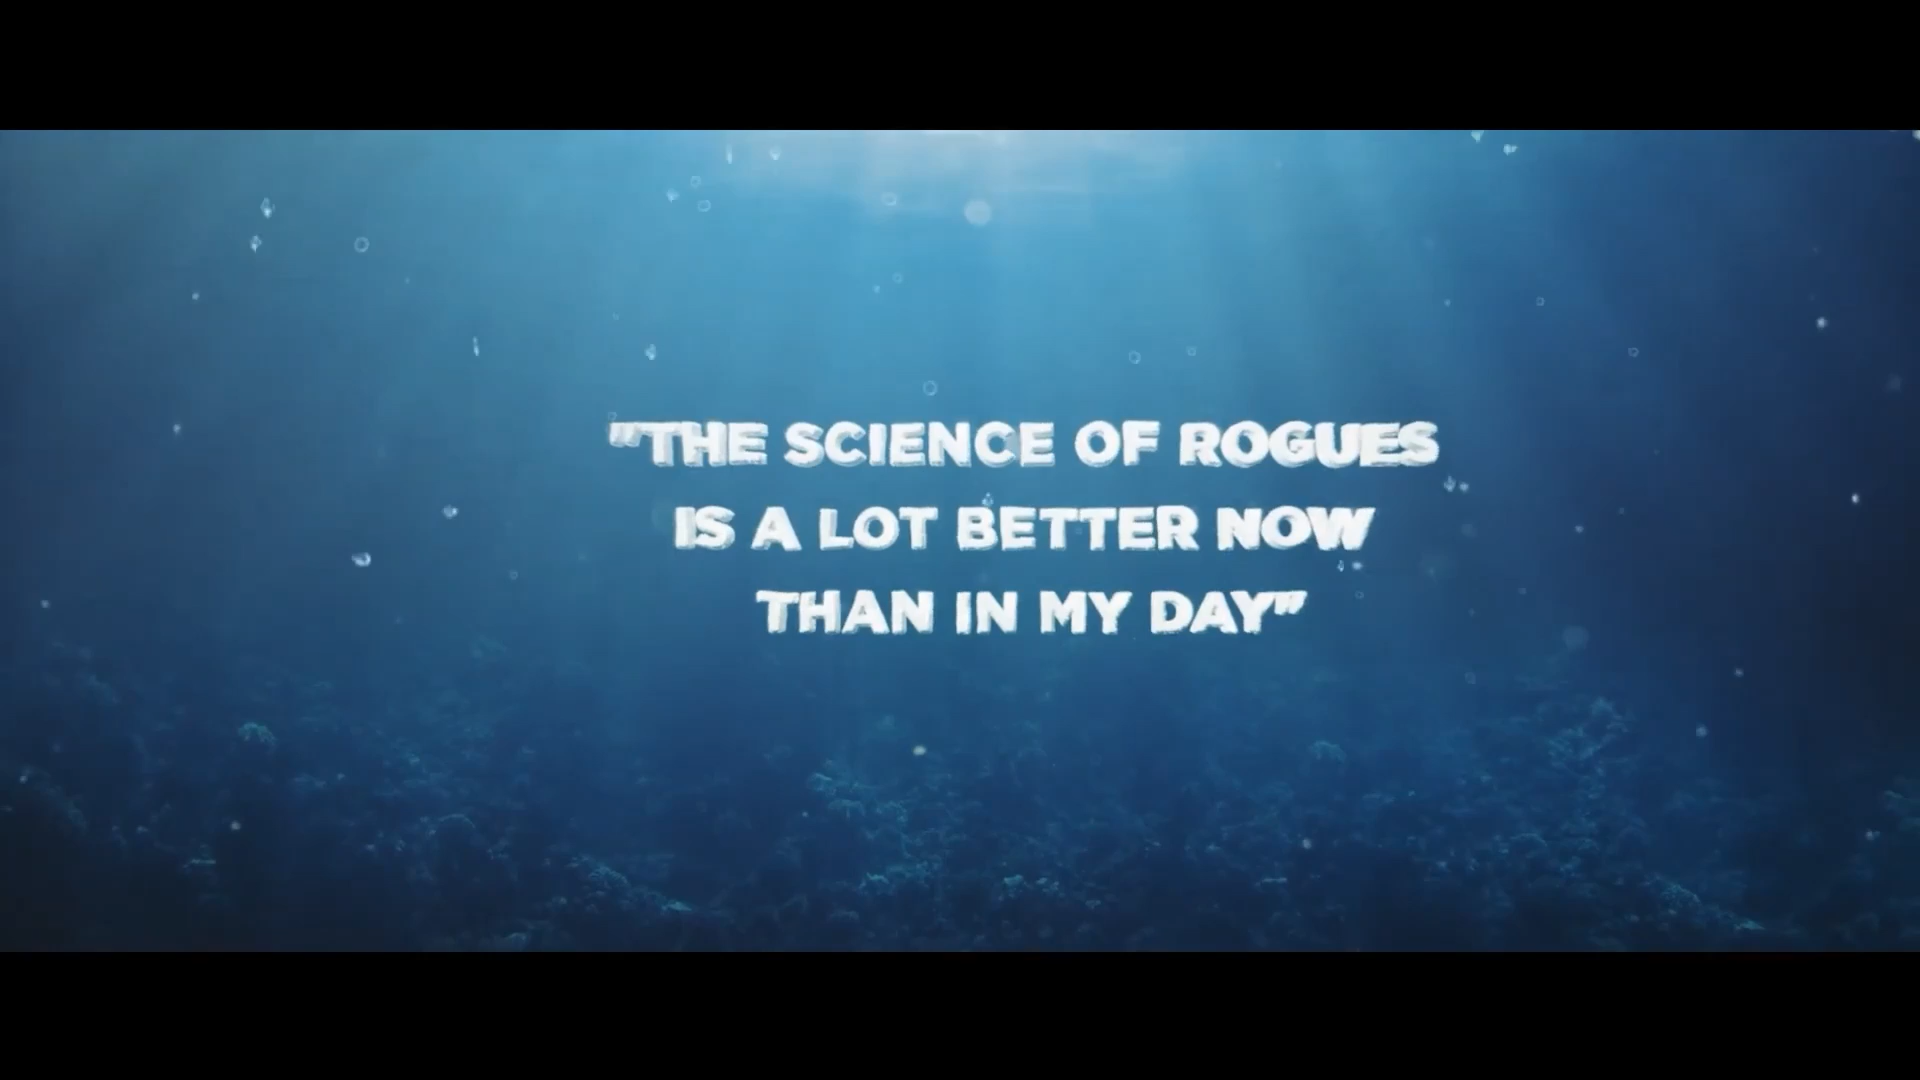 "THE SCIENCE OF ROGUES
IS A LOT BETTER NOW
THAN IN MY DAY"